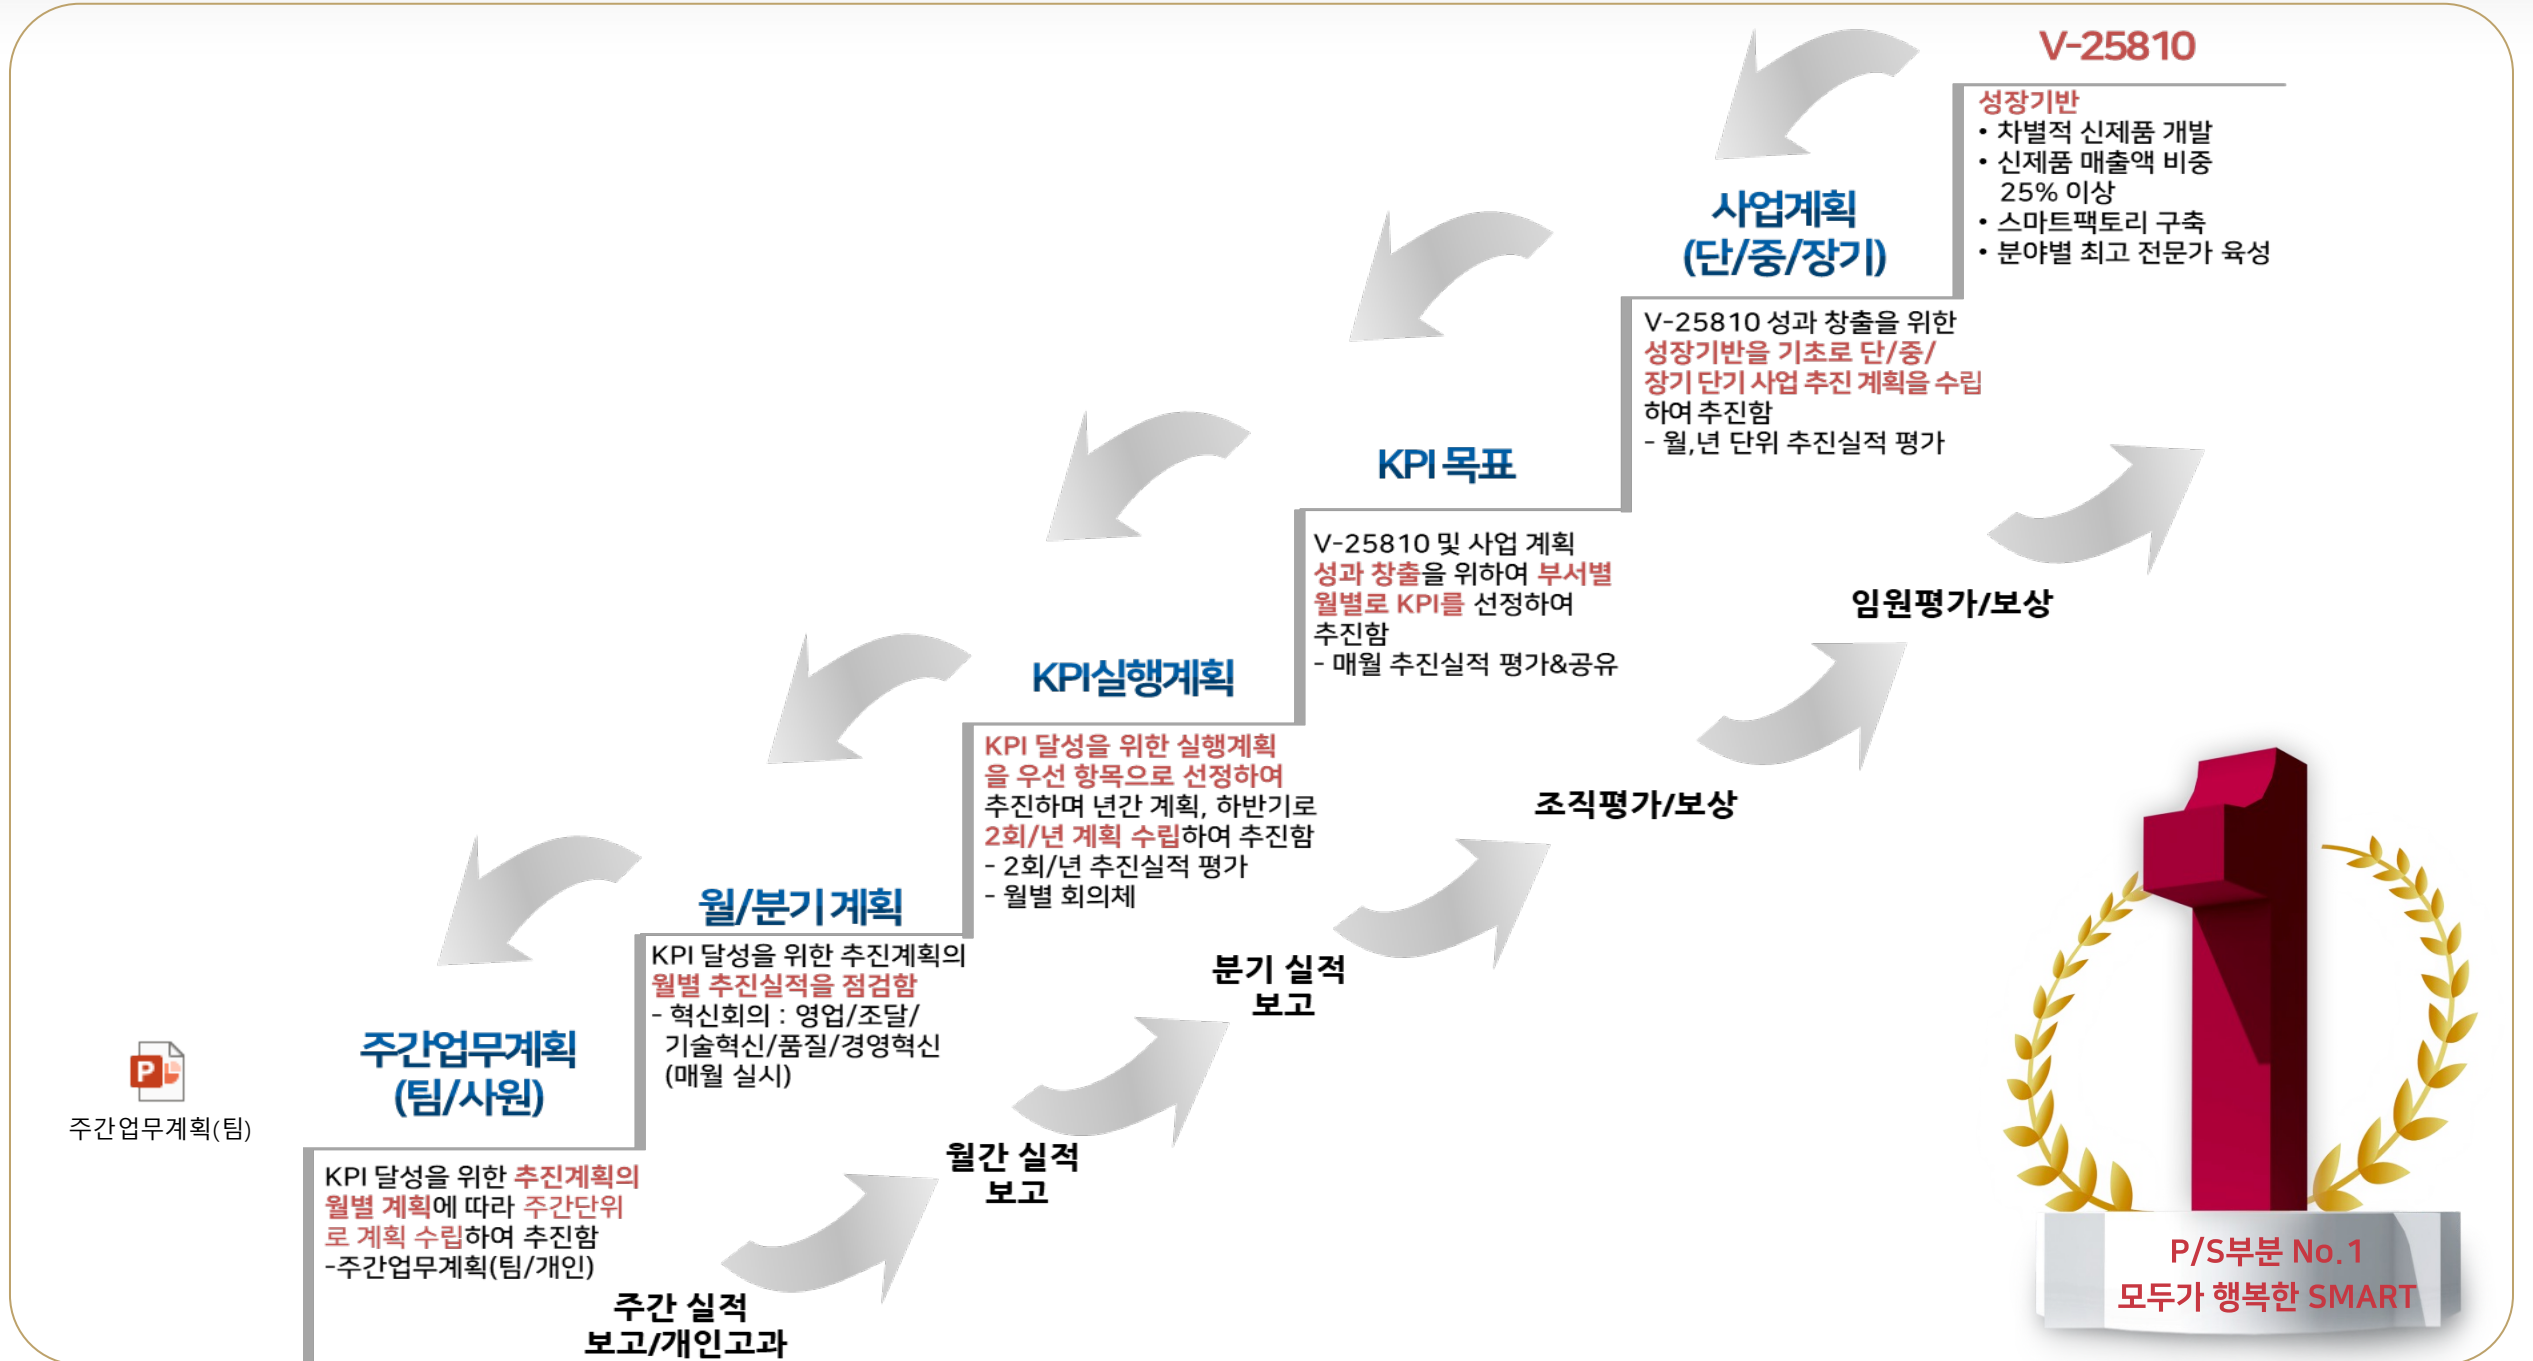 V-25810
성장기반
• 차별적 신제품 개발
• 신제품 매출액 비중
25% 이상
• 스마트팩토리 구축
• 분야별 최고 전문가 육성
사업계획
(단/중/장기)
V-25810 성과 창출을 위한
성장기반을 기초로 단/중/
장기 단기 사업 추진 계획을 수립
하여 추진함
- 월,년 단위 추진실적 평가
KPI 목표
V-25810 및 사업 계획
성과 창출을 위하여 부서별
월별로 KPI를 선정하여
추진함
- 매월 추진실적 평가&공유
KPI실행계획
KPI 달성을 위한 실행계획
을 우선 항목으로 선정하여
추진하며 년간 계획, 하반기로
2회/년 계획 수립하여 추진함
- 2회/년 추진실적 평가
- 월별 회의체
월/분기 계획
KPI 달성을 위한 추진계획의
월별 추진실적을 점검함
- 혁신회의 : 영업/조달/
기술혁신/품질/경영혁신
(매월 실시)
주간업무계획
(팀/사원)
KPI 달성을 위한 추진계획의
월별 계획에 따라 주간단위
로 계획 수립하여 추진함
-주간업무계획(팀/개인)
P
주간업무계획(팀)
주간 실적
보고/개인고과
월간 실적
보고
분기 실적
보고
조직평가/보상
임원평가/보상
1
P/S부분 No.1
모두가 행복한 SMART